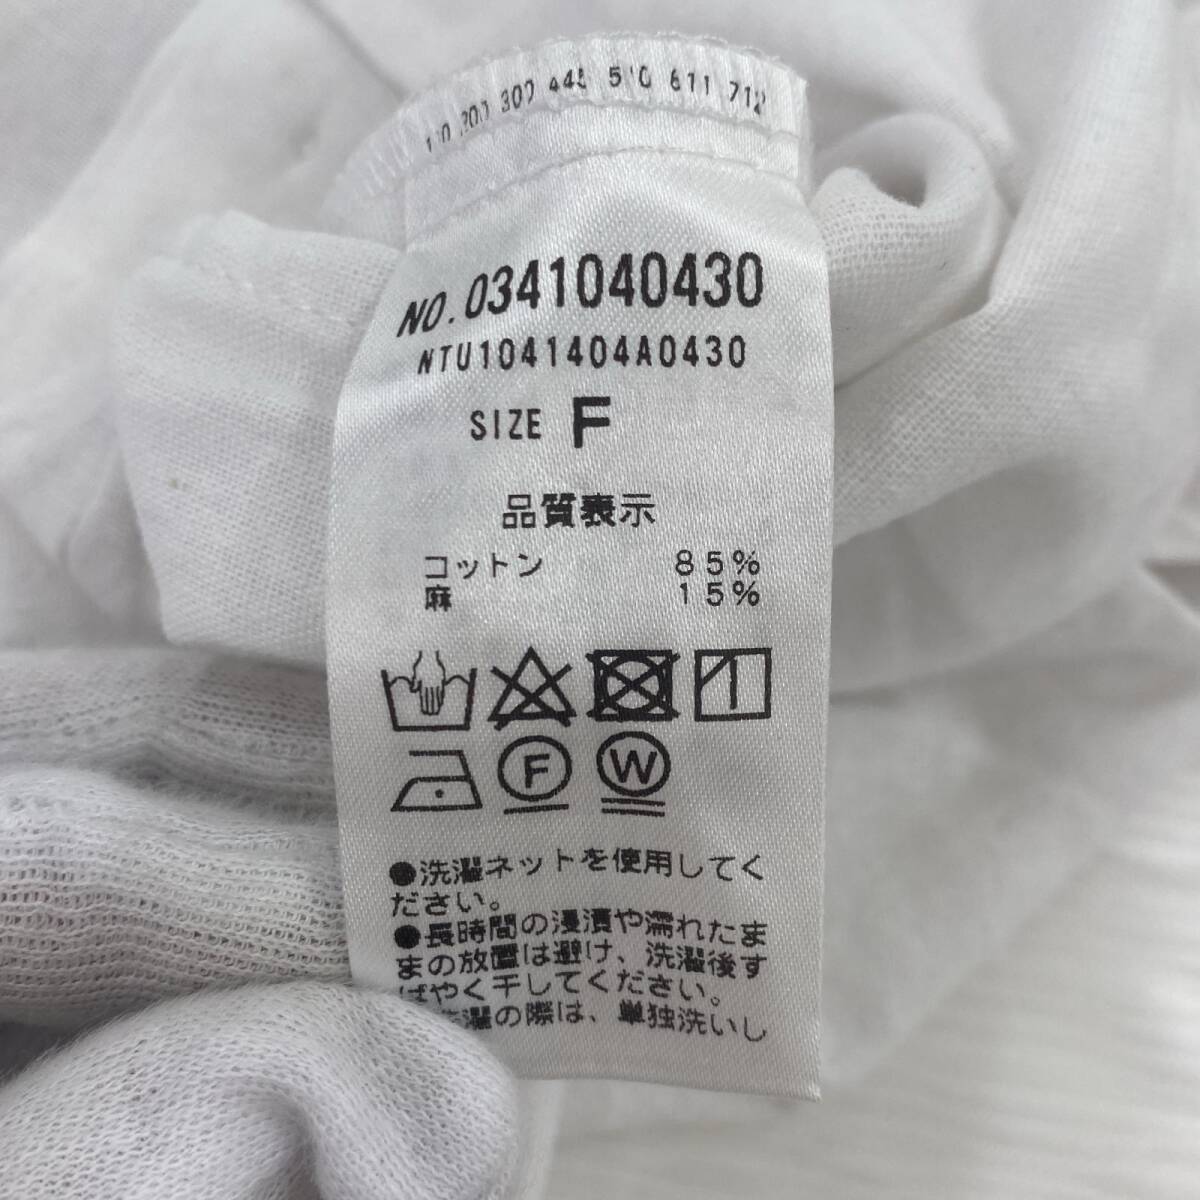 300 445 611
NO.0341040430
NTU1041404A0430
SIZE F
品質表示
コットン 85%
麻 15%
F W
●洗濯ネットを使用してく
ださい。
●長時間の浸漬や濡れたま
まの放置は避け、洗濯後す
ばやく干してください。
濯の際は、単独洗いし